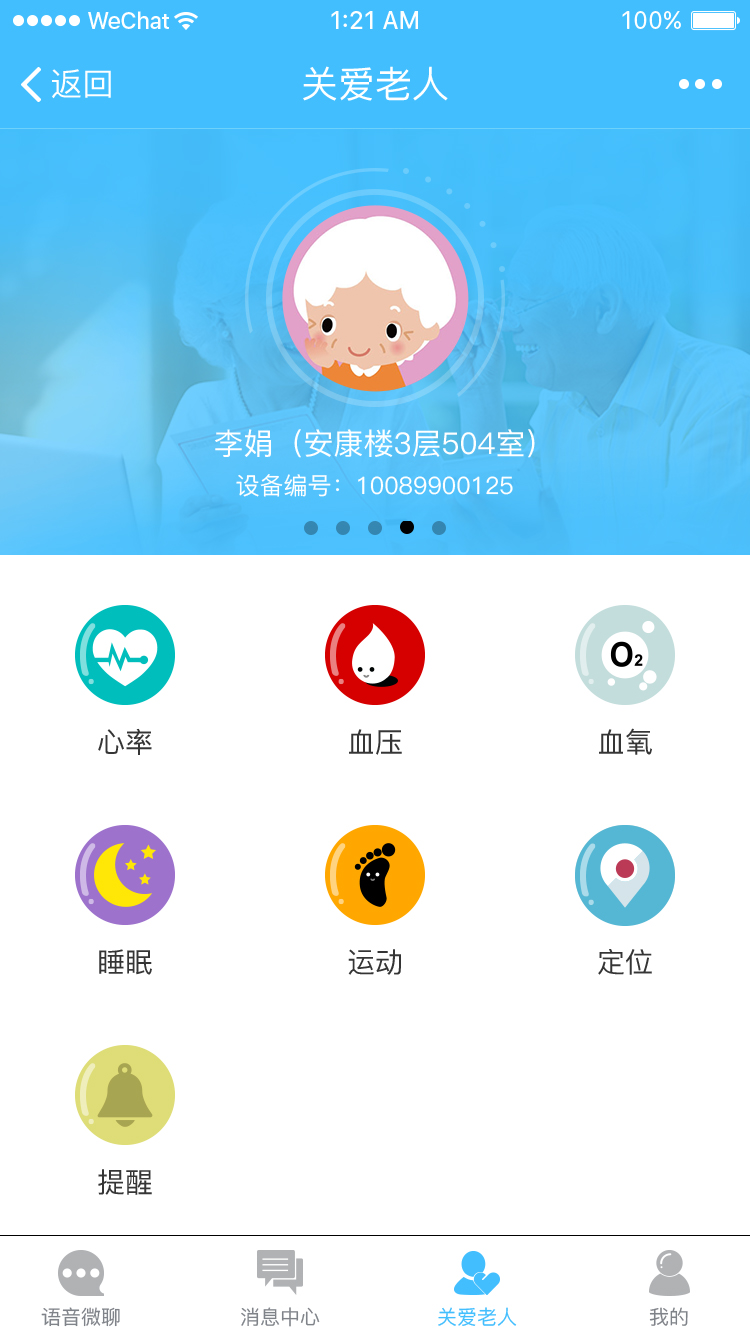 WeChat 1:21 AM 100%
返回 关爱老人
李娟（安康楼3层504室）
设备编号：10089900125
O2
心率 血压 血氧
睡眠 运动 定位
提醒
语音微聊 消息中心 关爱老人 我的